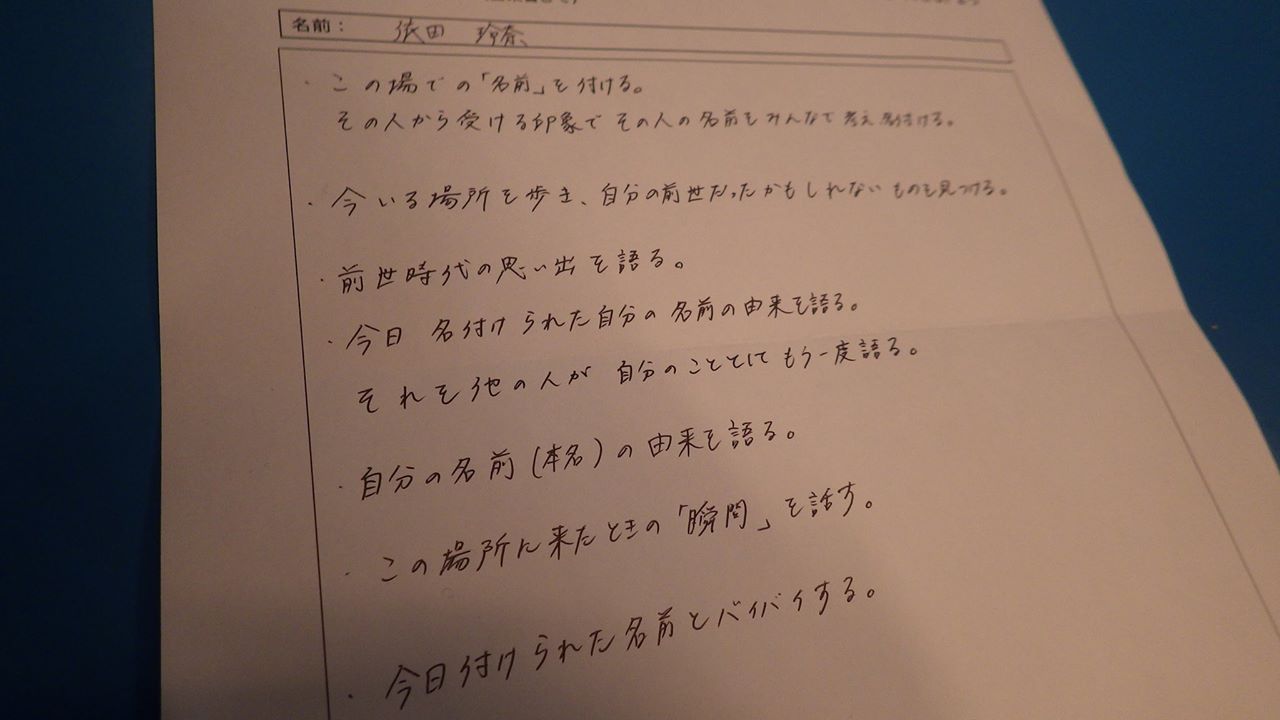 名前： 依田 玲奈
・この場での「名前」を付ける。
その人から受ける印象でその人の名前をみんなで考え名付ける。
・今いる場所を歩き、自分の前世だったかもしれないものを見つける。
・前世時代の思い出を語る。
・今日 名付けられた自分の名前の由来を語る。
それを他の人が 自分のこととしてもう一度語る。
・自分の名前(本名)の由来を語る。
・この場所に来たときの「瞬間」を話す。
・今日付けられた名前とバイバイする。